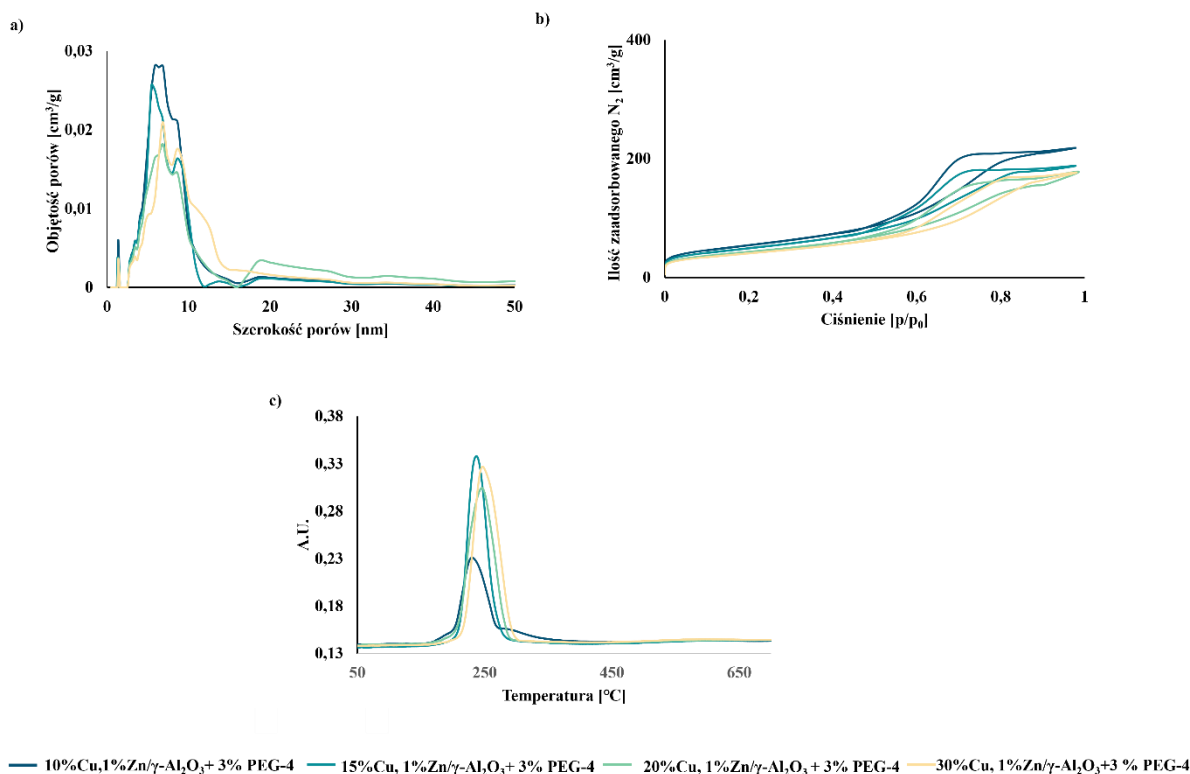 a)
Objętość porów [cm³/g]
0,03
0,02
0,01
0
0 10 20 30 40 50
Szerokość porów [nm]
b)
Ilość zaadsorbowanego N₂ [cm³/g]
400
200
0
0 0,2 0,4 0,6 0,8 1
Ciśnienie [p/p₀]
c)
A.U.
0,38
0,33
0,28
0,23
0,18
0,13
50 250 450 650
Temperatura [°C]
10%Cu,1%Zn/γ-Al₂O₃+ 3% PEG-4
15%Cu, 1%Zn/γ-Al₂O₃+ 3% PEG-4
20%Cu, 1%Zn/γ-Al₂O₃ + 3% PEG-4
30%Cu, 1%Zn/γ-Al₂O₃+3 % PEG-4